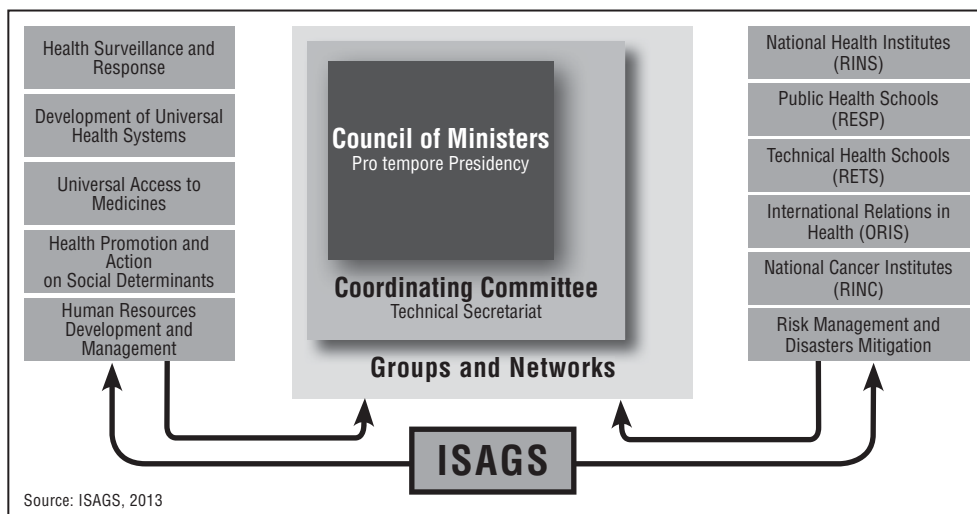 Health Surveillance and
Response
Development of Universal
Health Systems
Universal Access to
Medicines
Health Promotion and
Action
on Social Determinants
Human Resources
Development and
Management
Council of Ministers
Pro tempore Presidency
Coordinating Committee
Technical Secretariat
Groups and Networks
National Health Institutes
(RINS)
Public Health Schools
(RESP)
Technical Health Schools
(RETS)
International Relations in
Health (ORIS)
National Cancer Institutes
(RINC)
Risk Management and
Disasters Mitigation
ISAGS
Source: ISAGS, 2013